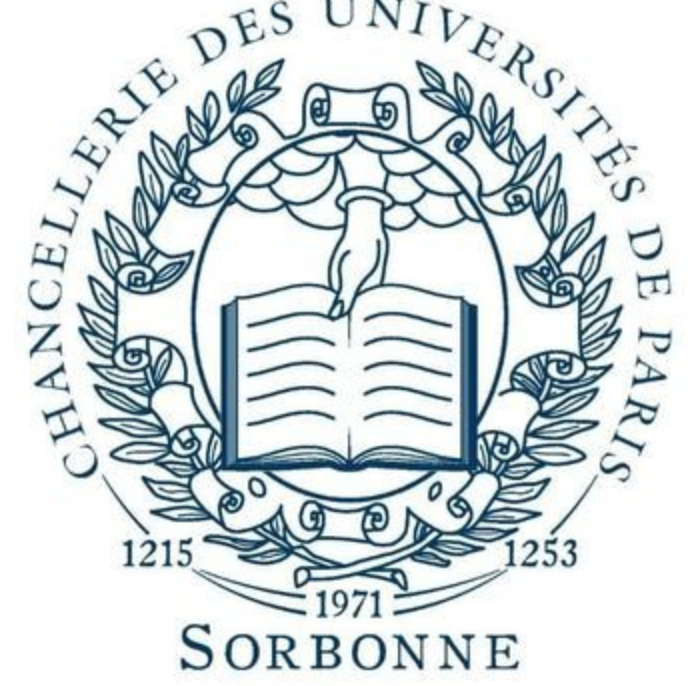 CHANCELLERIE DES UNIVERSITÉS DE PARIS
1215
1253
1971
SORBONNE